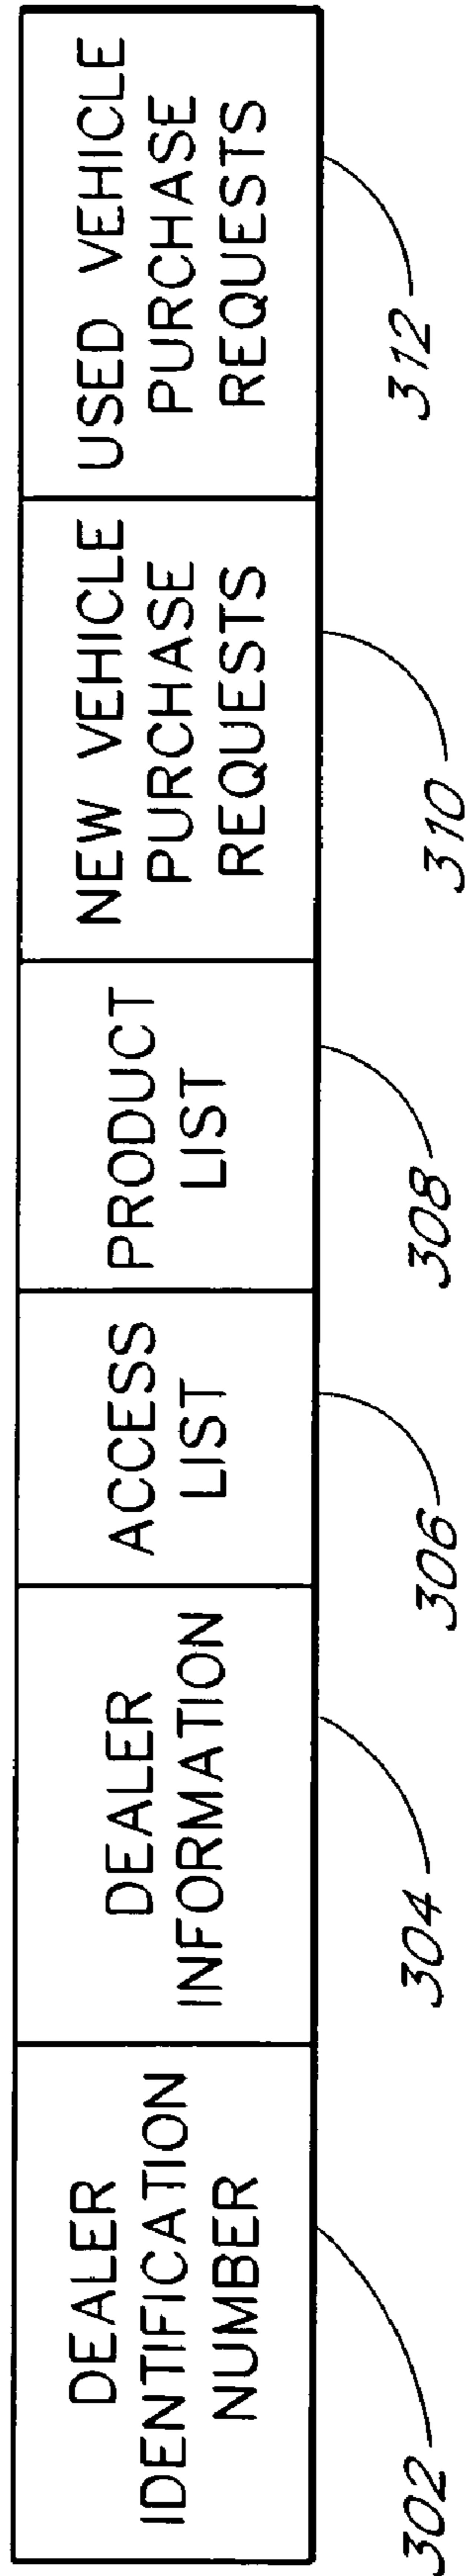 DEALER
IDENTIFICATION
NUMBER
DEALER
INFORMATION
ACCESS
LIST
PRODUCT
LIST
NEW VEHICLE
PURCHASE
REQUESTS
USED VEHICLE
PURCHASE
REQUESTS
302
304
306
308
310
312